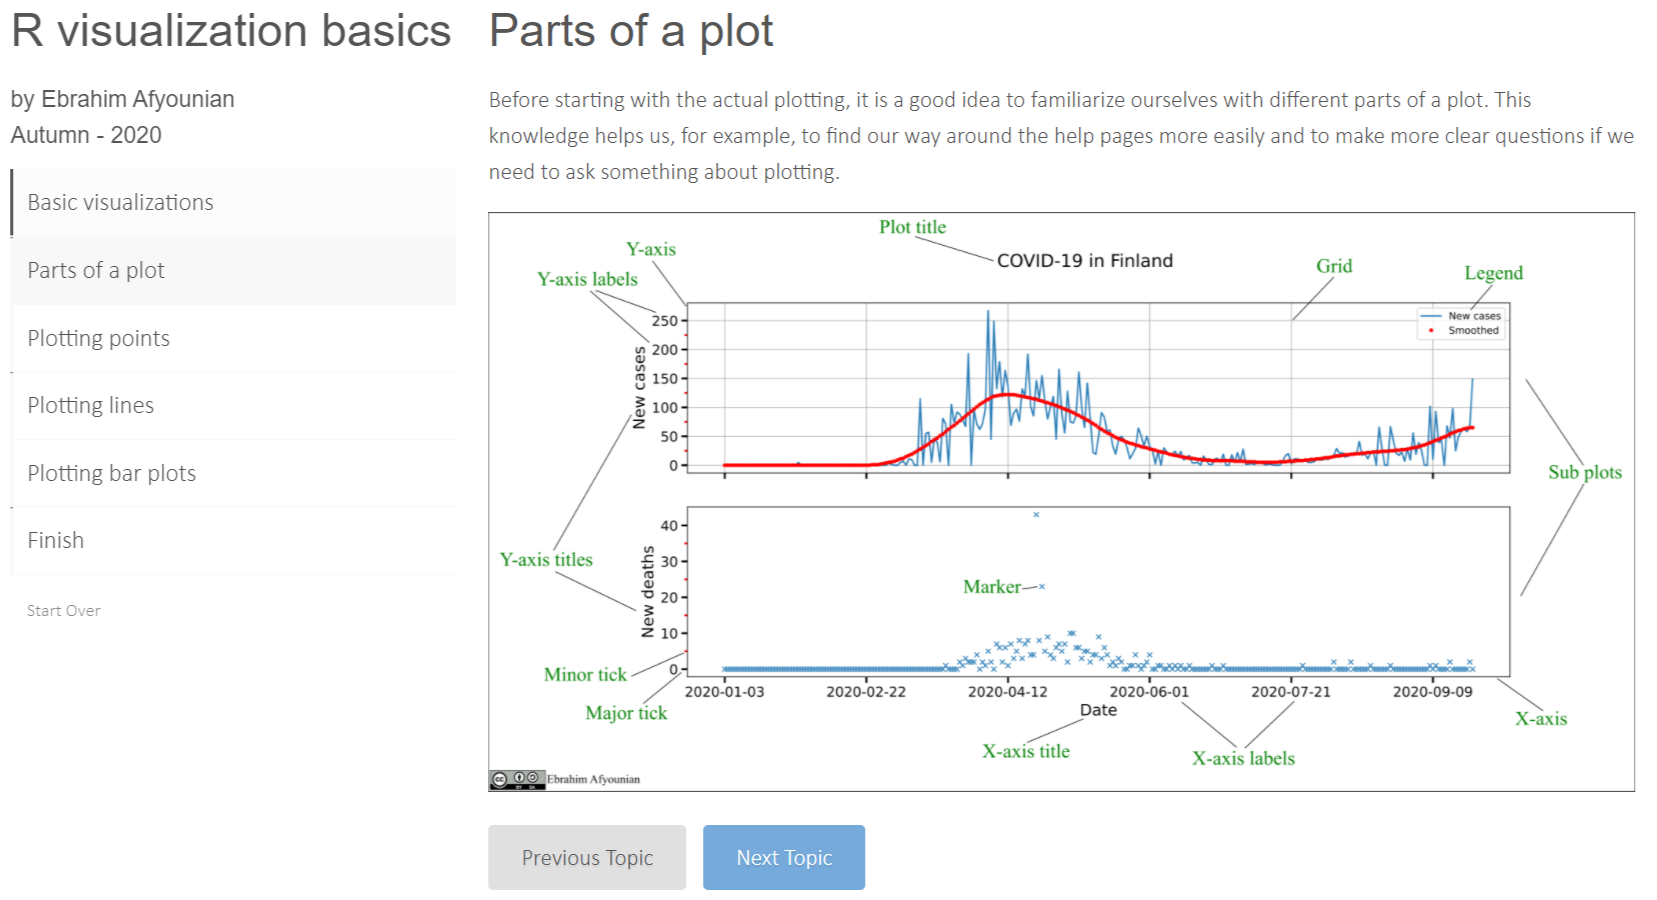 R visualization basics
by Ebrahim Afyounian
Autumn - 2020
Basic visualizations
Parts of a plot
Plotting points
Plotting lines
Plotting bar plots
Finish
Start Over
Parts of a plot
Before starting with the actual plotting, it is a good idea to familiarize ourselves with different parts of a plot. This
knowledge helps us, for example, to find our way around the help pages more easily and to make more clear questions if we
need to ask something about plotting.
Plot title
Y-axis
COVID-19 in Finland
Grid
Legend
Y-axis labels
New cases
Smoothed
250
200
150
100
50
0
New cases
Sub plots
Y-axis titles
40
30
20
10
0
New deaths
Marker
Minor tick
Major tick
2020-01-03 2020-02-22 2020-04-12 2020-06-01 2020-07-21 2020-09-09
Date
X-axis
X-axis title
X-axis labels
cc BY SA Ebrahim Afyounian
Previous Topic
Next Topic